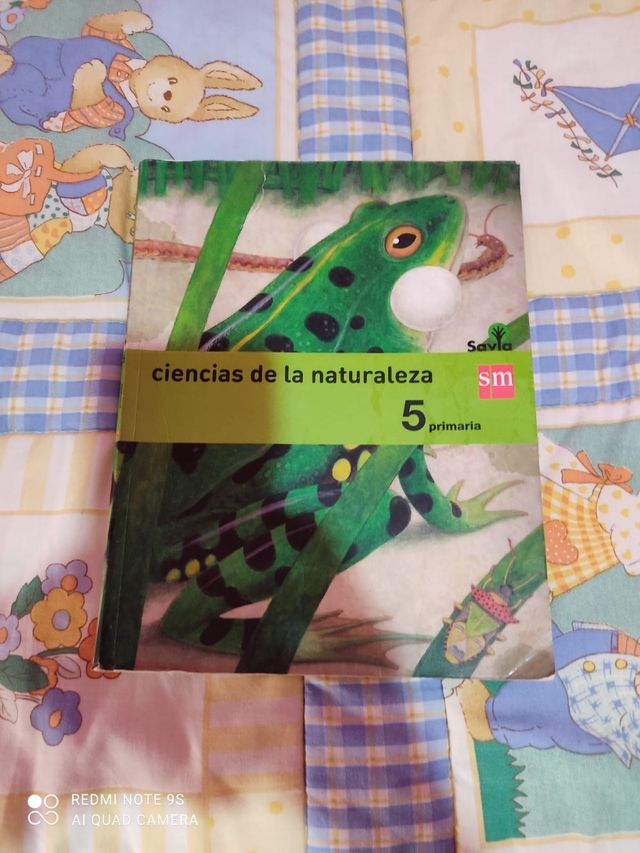 Savia
ciencias de la naturaleza
sm
5 primaria
REDMI NOTE 9S
AI QUAD CAMERA